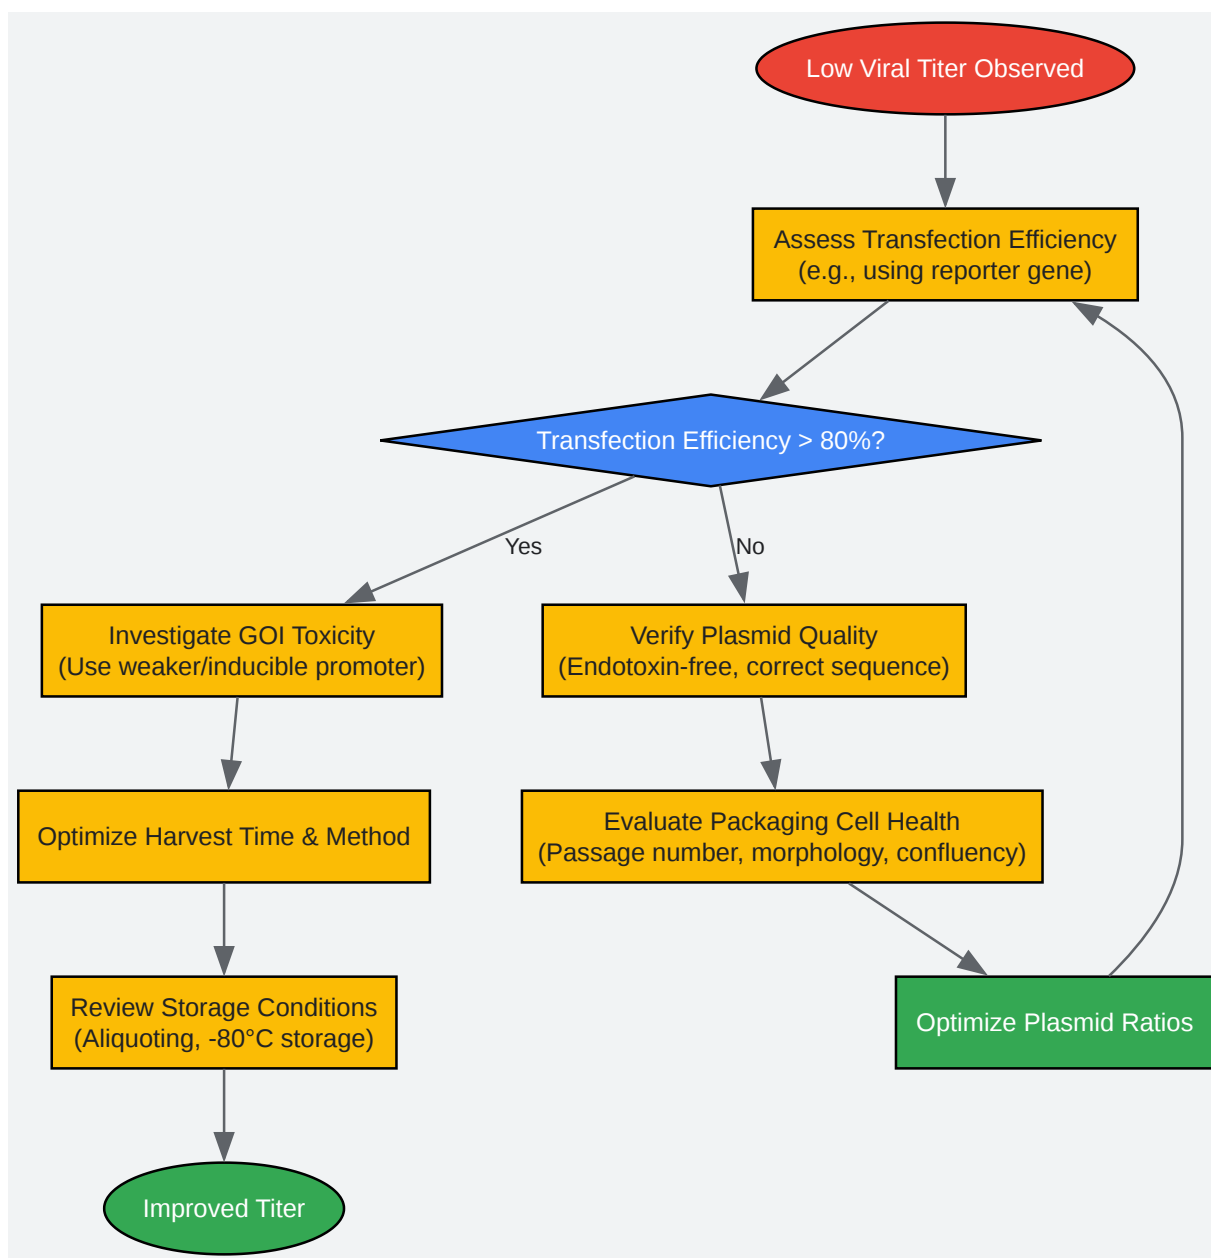 Low Viral Titer Observed
Assess Transfection Efficiency
(e.g., using reporter gene)
Transfection Efficiency > 80%?
Yes
No
Investigate GOI Toxicity
(Use weaker/inducible promoter)
Verify Plasmid Quality
(Endotoxin-free, correct sequence)
Optimize Harvest Time & Method
Evaluate Packaging Cell Health
(Passage number, morphology, confluency)
Review Storage Conditions
(Aliquoting, -80°C storage)
Optimize Plasmid Ratios
Improved Titer